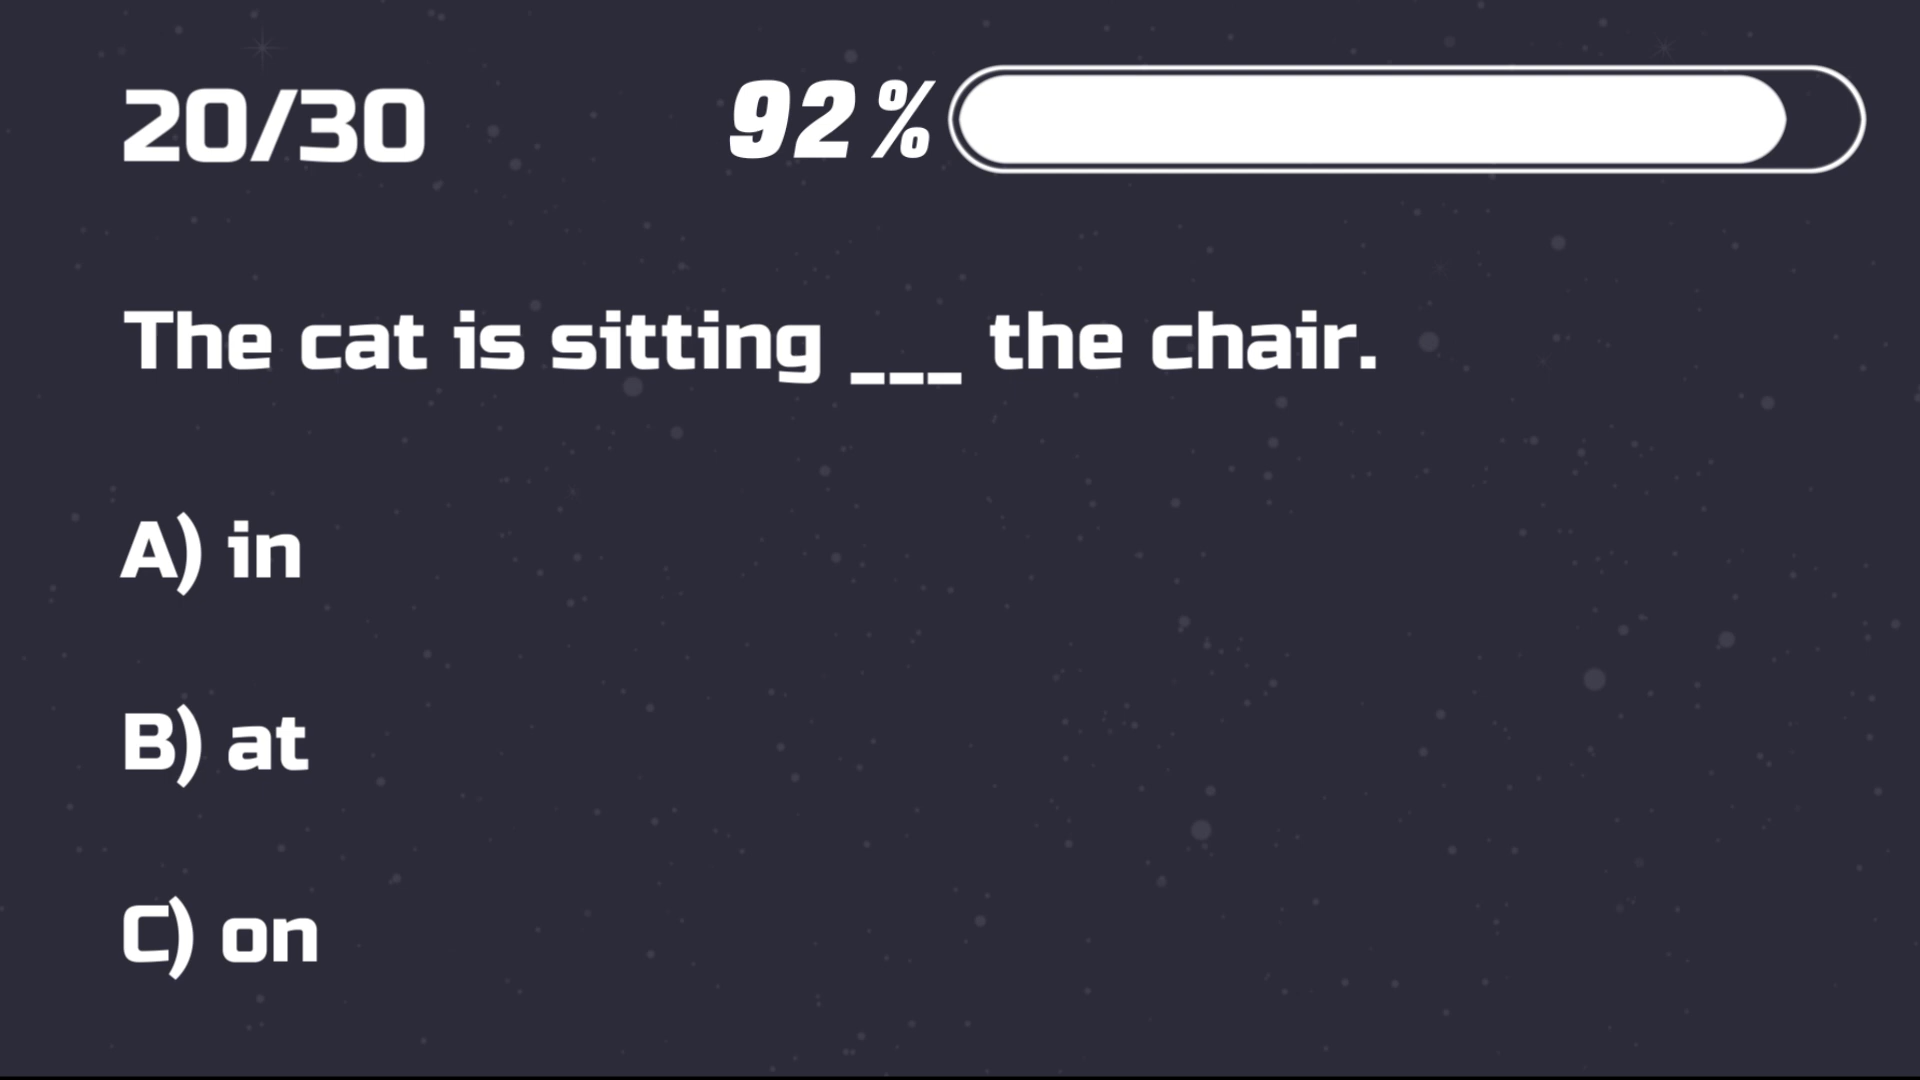 20/30
92%
The cat is sitting ___ the chair.
A) in
B) at
C) on